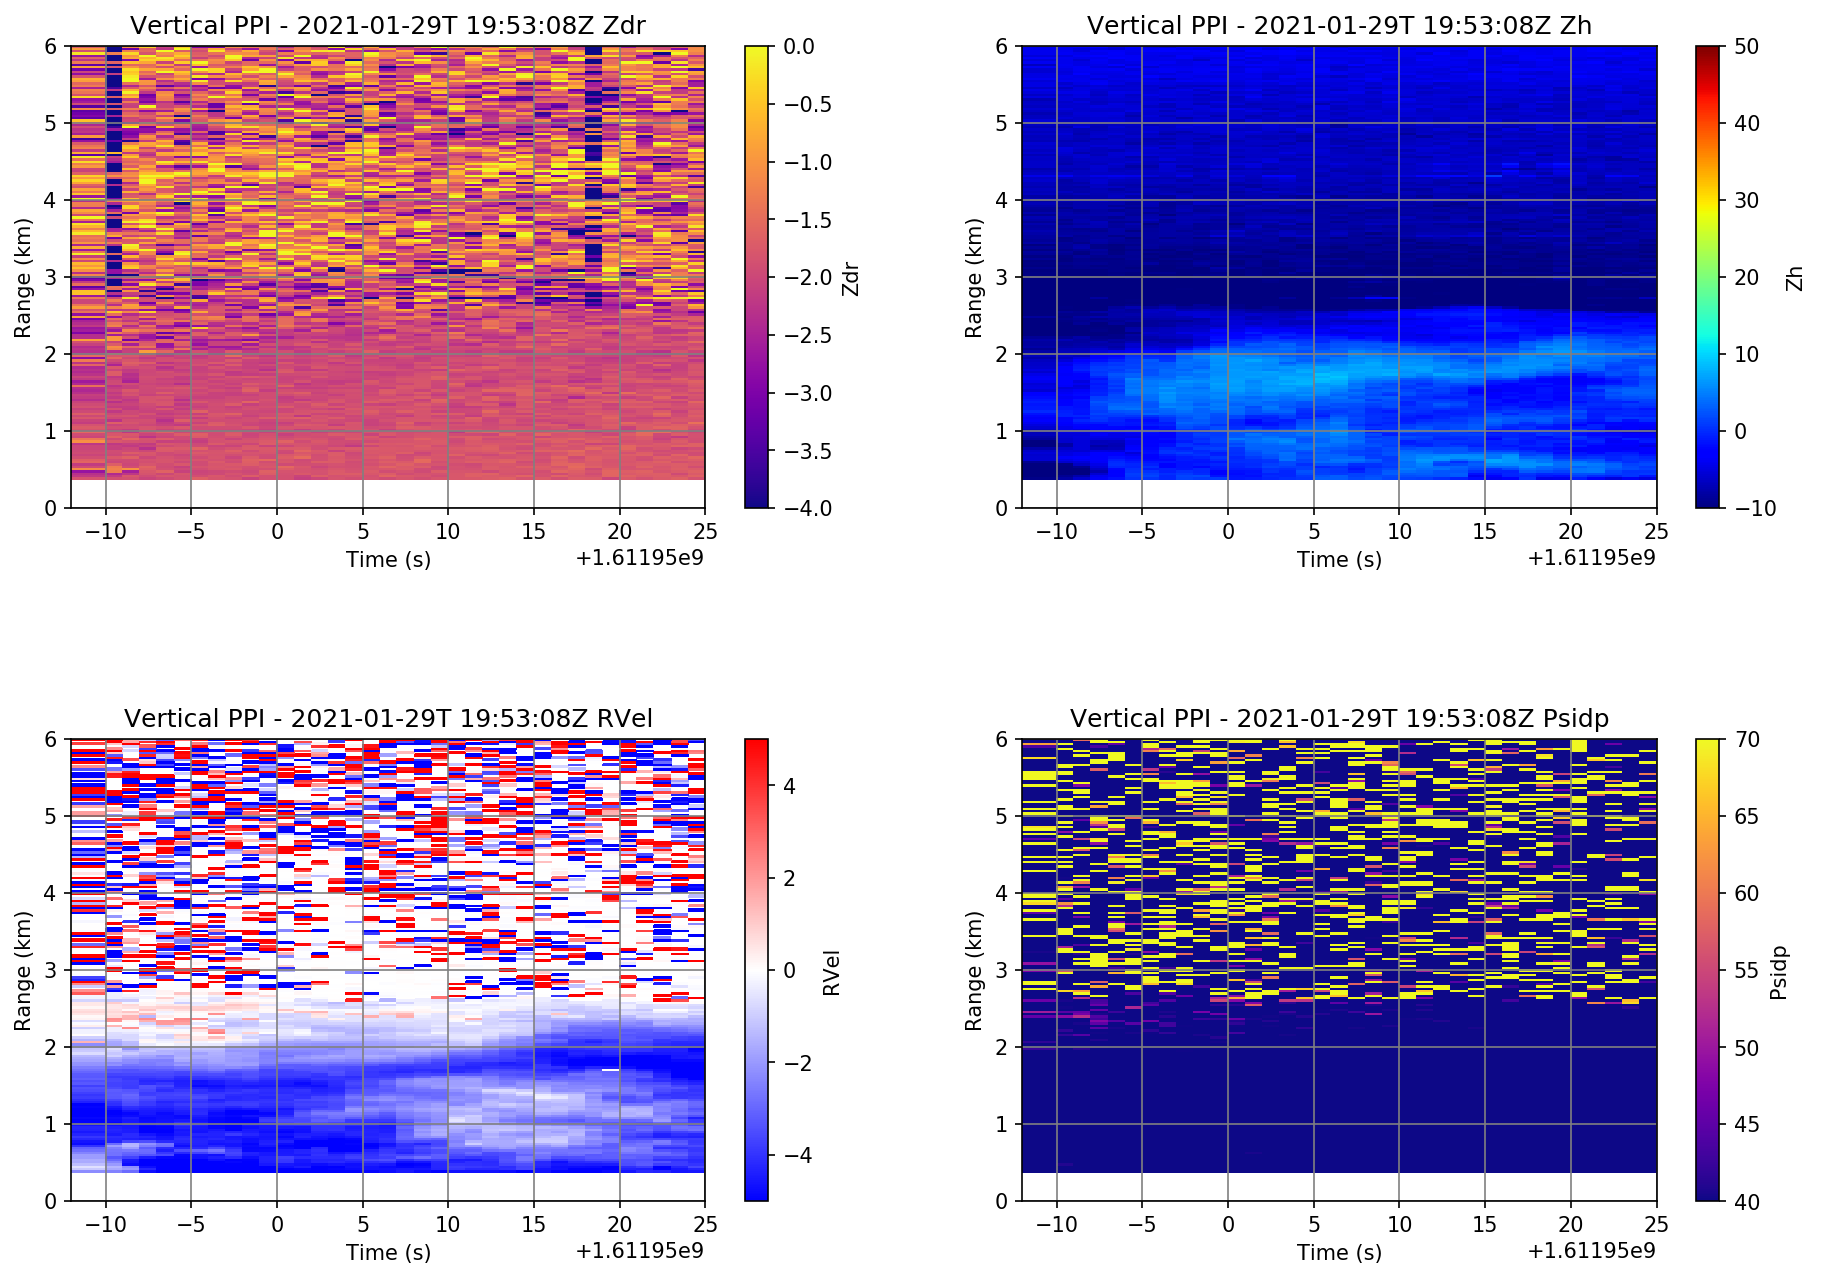 Vertical PPI - 2021-01-29T 19:53:08Z Zdr
6
5
4
3
2
1
0
Range (km)
−10 −5 0 5 10 15 20 25
Time (s)
+1.61195e9
0.0
−0.5
−1.0
−1.5
−2.0
−2.5
−3.0
−3.5
−4.0
Zdr
Vertical PPI - 2021-01-29T 19:53:08Z Zh
6
5
4
3
2
1
0
Range (km)
−10 −5 0 5 10 15 20 25
Time (s)
+1.61195e9
50
40
30
20
10
0
−10
Zh
Vertical PPI - 2021-01-29T 19:53:08Z RVel
6
5
4
3
2
1
0
Range (km)
−10 −5 0 5 10 15 20 25
Time (s)
+1.61195e9
4
2
0
−2
−4
RVel
Vertical PPI - 2021-01-29T 19:53:08Z Psidp
6
5
4
3
2
1
0
Range (km)
−10 −5 0 5 10 15 20 25
Time (s)
+1.61195e9
70
65
60
55
50
45
40
Psidp